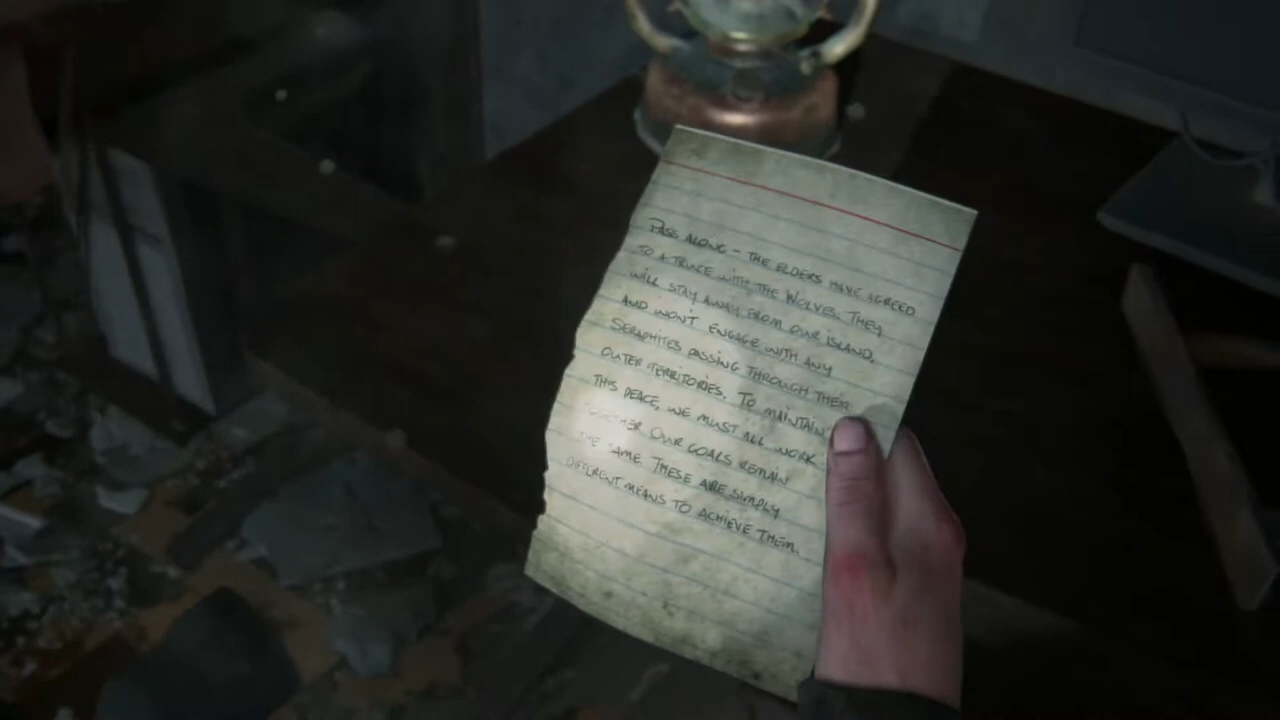 PASS ALONG - THE ELDERS HAVE AGREED
TO A TRUCE WITH THE WOLVES. THEY
WILL STAY AWAY FROM OUR ISLAND,
AND WON'T ENGAGE WITH ANY
SERAPHITES PASSING THROUGH THEIR
OUTER TERRITORIES. TO MAINTAIN
THIS PEACE, WE MUST ALL WORK
TOGETHER. OUR GOALS REMAIN
THE SAME. THESE ARE SIMPLY
DIFFERENT MEANS TO ACHIEVE THEM.